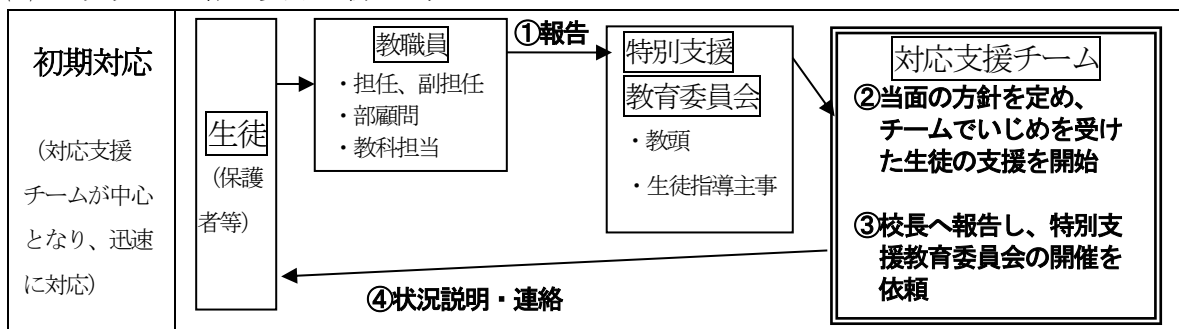 初期対応
（対応支援
チームが中心
となり、迅速
に対応）
生徒
（保護
者等）
教職員
・担任、副担任
・部顧問
・教科担当
①報告
特別支援
教育委員会
・教頭
・生徒指導主事
対応支援チーム
②当面の方針を定め、
チームでいじめを受け
た生徒の支援を開始
③校長へ報告し、特別支
援教育委員会の開催を
依頼
④状況説明・連絡